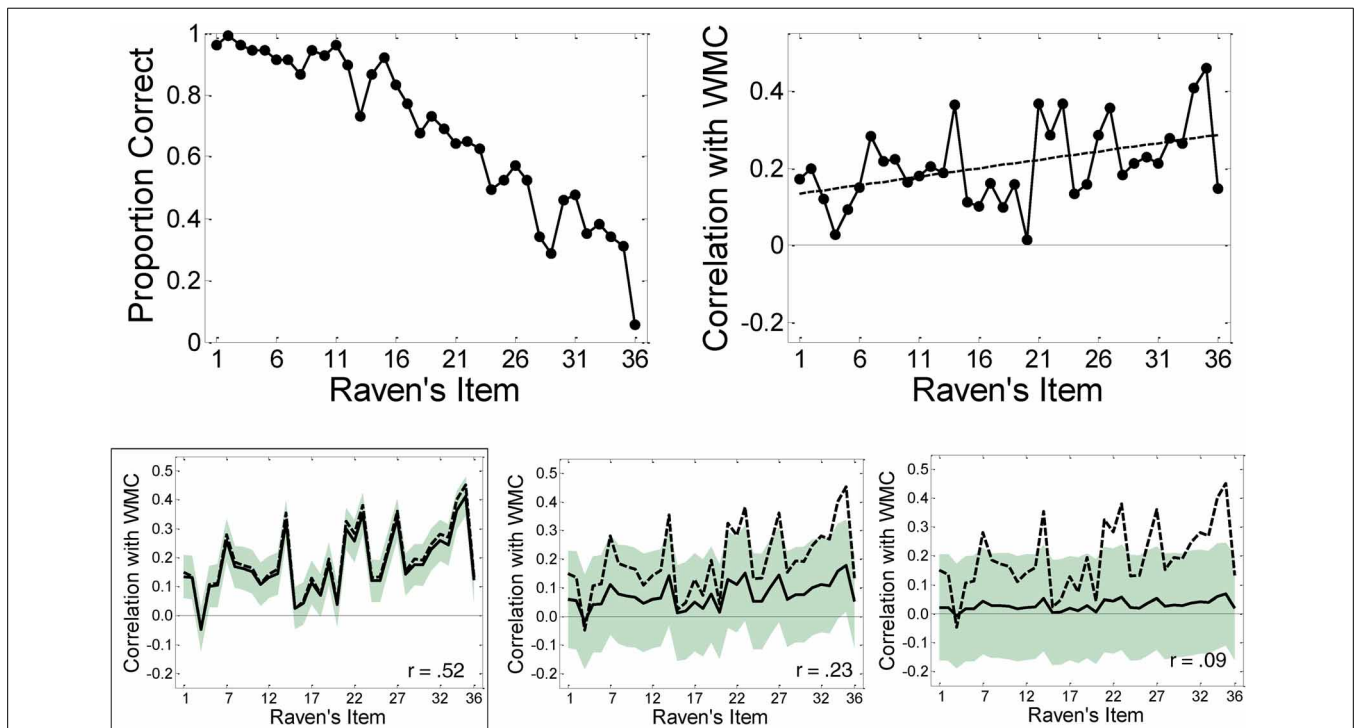 Proportion Correct
1
0.8
0.6
0.4
0.2
0
1 6 11 16 21 26 31 36
Raven's Item
Correlation with WMC
0.4
0.2
0
-0.2
1 6 11 16 21 26 31 36
Raven's Item
Correlation with WMC
0.5
0.4
0.3
0.2
0.1
0.0
-0.1
-0.2
r = .52
1 7 12 17 22 27 32 36
Raven's Item
Correlation with WMC
0.5
0.4
0.3
0.2
0.1
0.0
-0.1
-0.2
r = .23
1 7 12 17 22 27 32 36
Raven's Item
Correlation with WMC
0.5
0.4
0.3
0.2
0.1
0.0
-0.1
-0.2
r = .09
1 7 12 17 22 27 32 36
Raven's Item